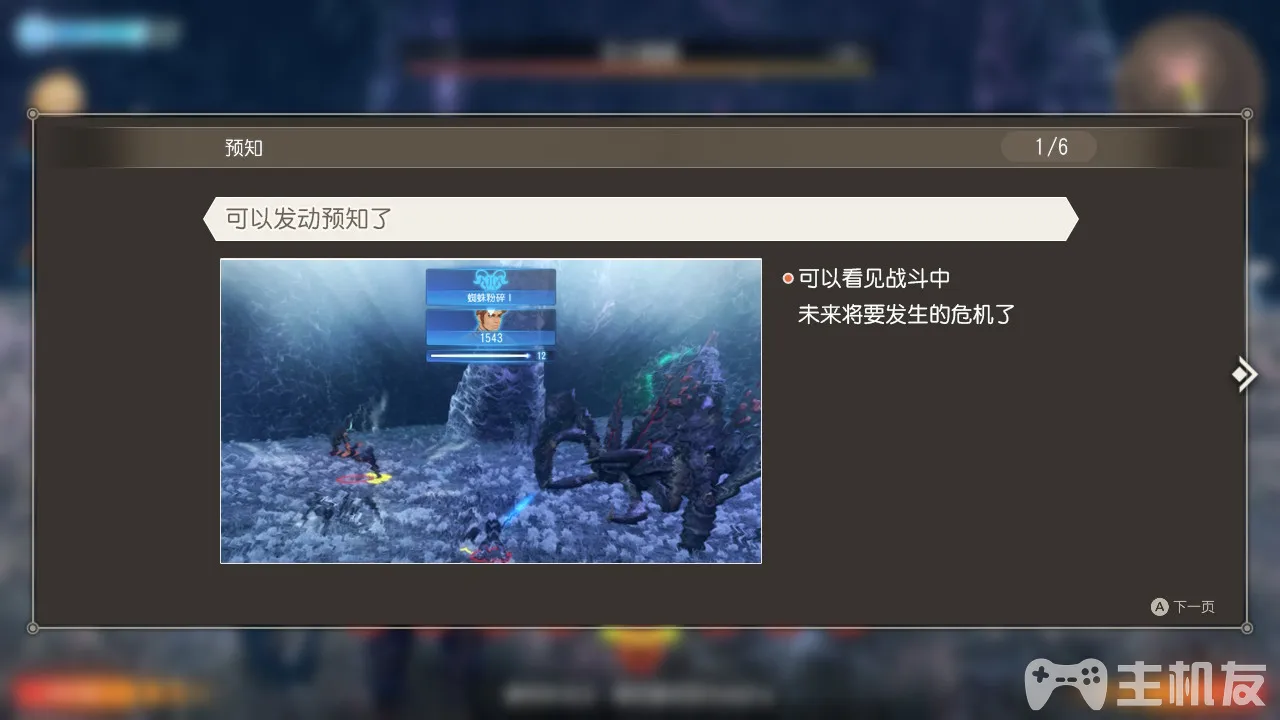 预知
1/6
可以发动预知了
蜘蛛粉碎 I
1543
12
可以看见战斗中
未来将要发生的危机了
A 下一页
主机友